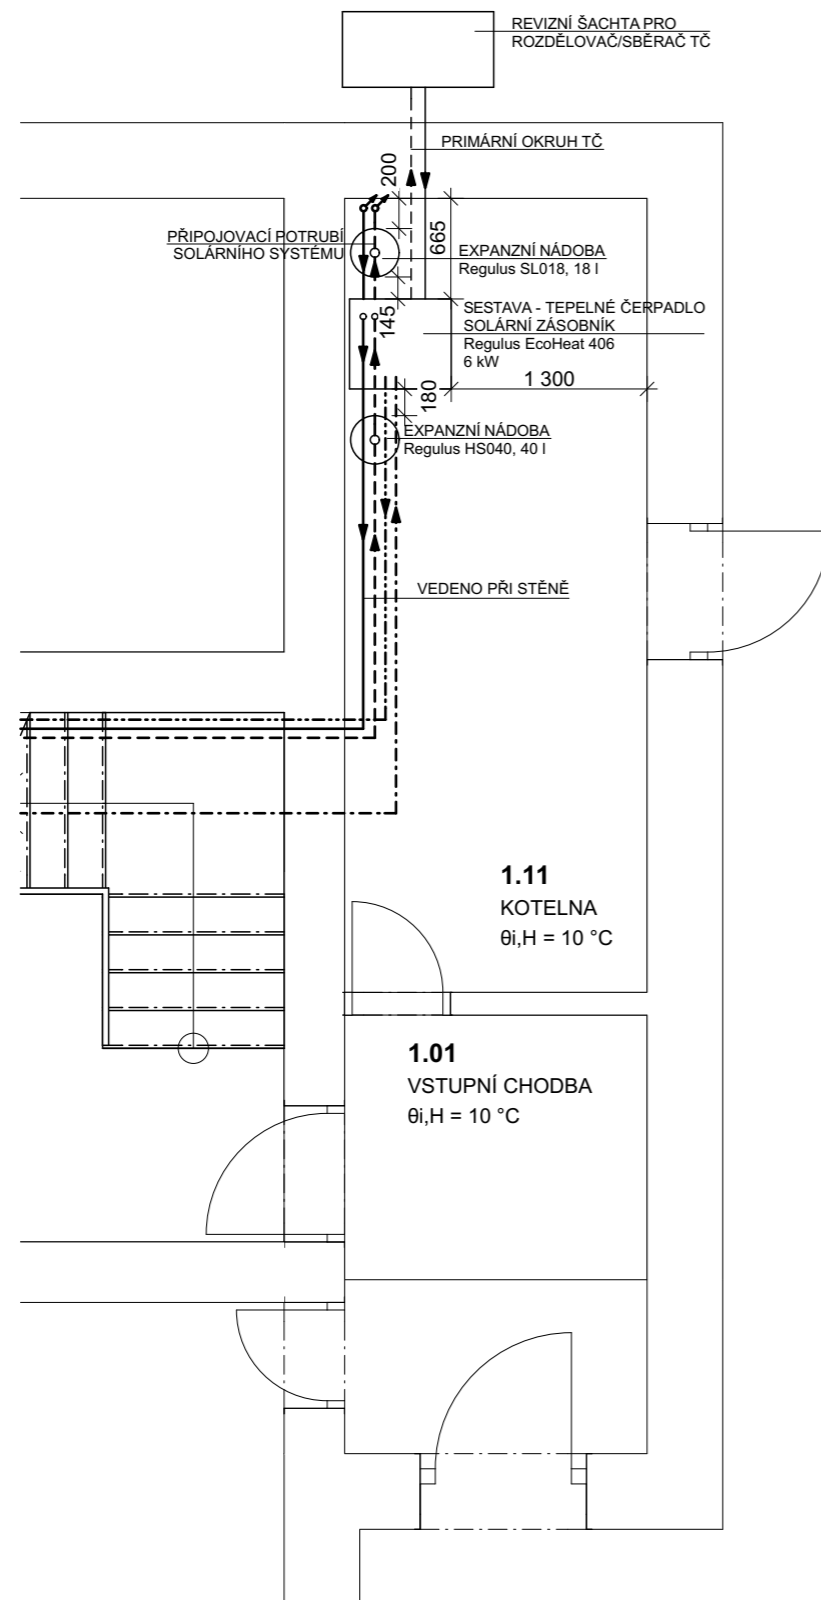 REVIZNÍ ŠACHTA PRO
ROZDĚLOVAČ/SBĚRAČ TČ
PRIMÁRNÍ OKRUH TČ
200
PŘIPOJOVACÍ POTRUBÍ
SOLÁRNÍHO SYSTÉMU
665
EXPANZNÍ NÁDOBA
Regulus SL018, 18 l
145
SESTAVA - TEPELNÉ ČERPADLO
SOLÁRNÍ ZÁSOBNÍK
Regulus EcoHeat 406
6 kW
1 300
180
EXPANZNÍ NÁDOBA
Regulus HS040, 40 l
VEDENO PŘI STĚNĚ
1.11
KOTELNA
θi,H = 10 °C
1.01
VSTUPNÍ CHODBA
θi,H = 10 °C